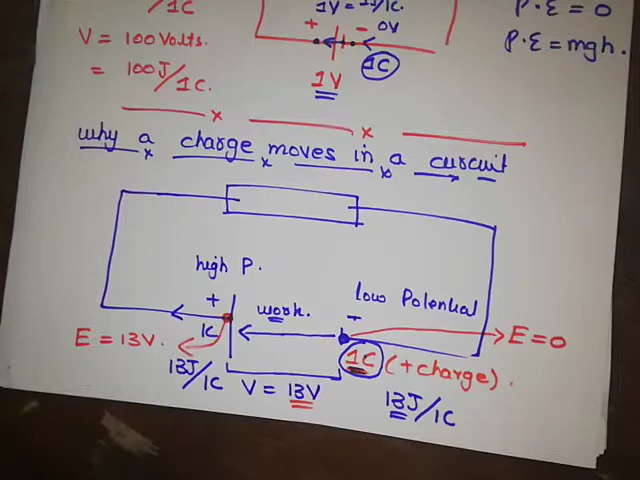 /1C
1V = 1J/1C
P.E = 0
+
-
0V
V = 100 Volts.
1C
P.E = mgh.
= 100J/1C.
1V
why a charge moves in a curcuit
high P.
Low Potential
+
work.
-
1C
E = 13V.
E=0
13J/1C
1C (+charge).
V = 13V
13J/1C